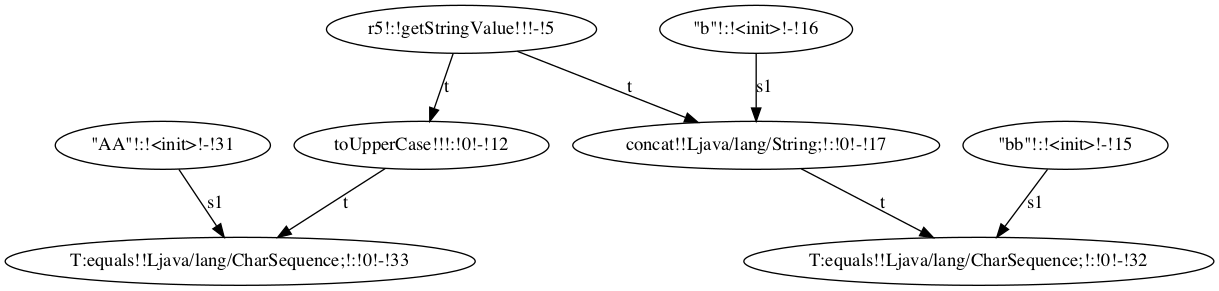 r5!:!getStringValue!!!-!5
"b"!:!<init>!-!16
t
t
s1
"AA"!:!<init>!-!31
toUpperCase!!!:!0!-!12
concat!!Ljava/lang/String;!:!0!-!17
"bb"!:!<init>!-!15
s1
t
t
s1
T:equals!!Ljava/lang/CharSequence;!:!0!-!33
T:equals!!Ljava/lang/CharSequence;!:!0!-!32